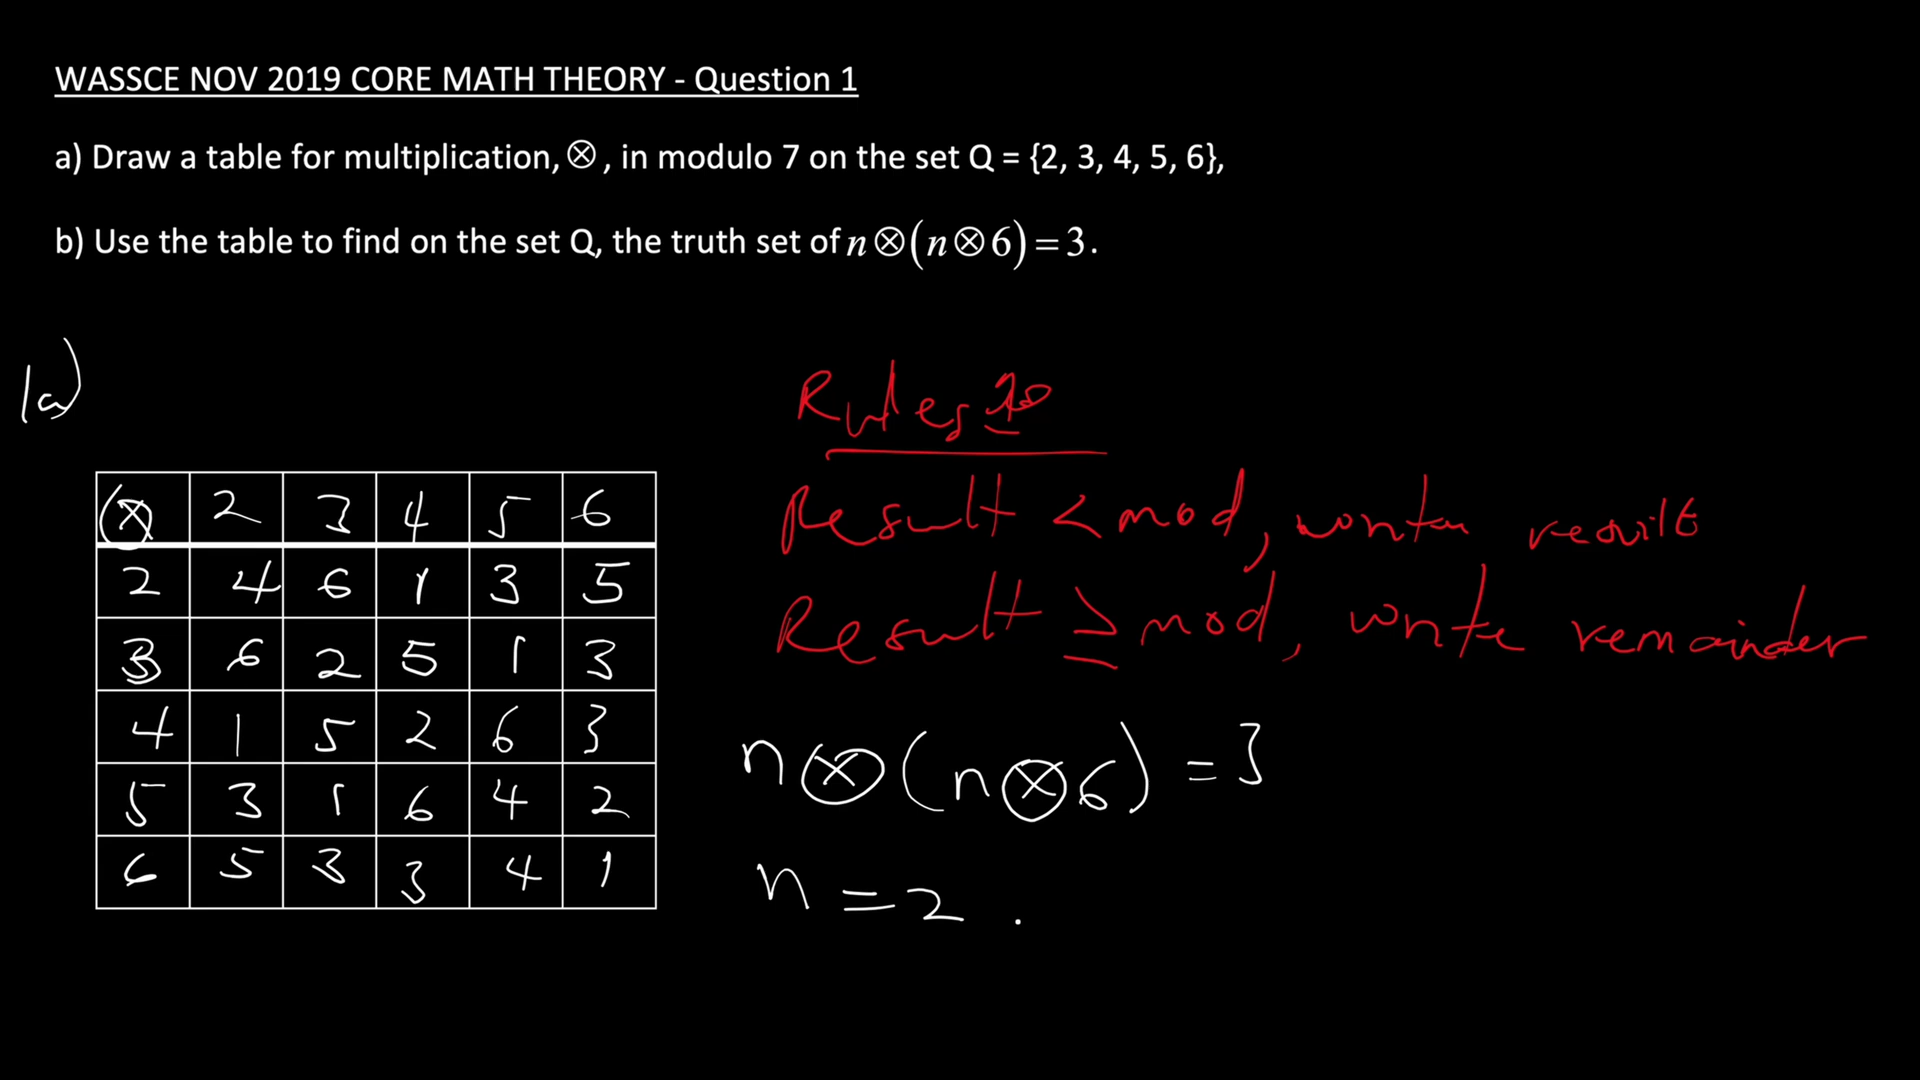 WASSCE NOV 2019 CORE MATH THEORY - Question 1
a) Draw a table for multiplication, ⊗, in modulo 7 on the set Q = {2, 3, 4, 5, 6},
b) Use the table to find on the set Q, the truth set of n⊗(n⊗6)=3.
1a)
Rules
Result < mod, write result
Result ≥ mod, write remainder
⊗ 2 3 4 5 6
2 4 6 1 3 5
3 6 2 5 1 3
4 1 5 2 6 3
5 3 1 6 4 2
6 5 3 3 4 1
n⊗(n⊗6) = 3
n = 2 .